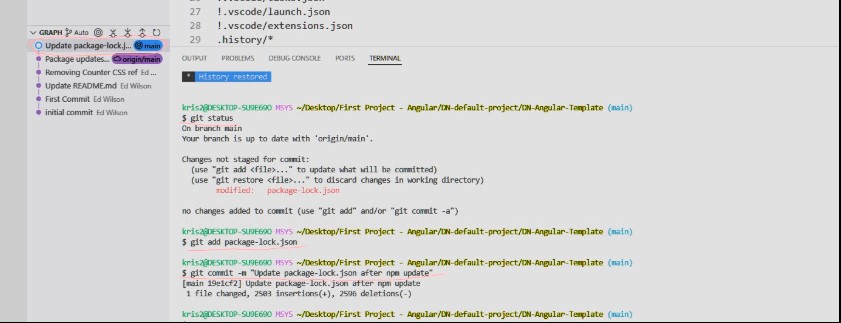 27 !.vscode/launch.json
28 !.vscode/extensions.json
29 .history/*
GRAPH Auto
Update package-lock.j... main
Package updates... origin/main
Removing Counter CSS ref Ed ...
Update README.md Ed Wilson
First Commit Ed Wilson
initial commit Ed Wilson
OUTPUT PROBLEMS DEBUG CONSOLE PORTS TERMINAL
* History restored
kris2@DESKTOP-SU9E69O MSYS ~/Desktop/First Project - Angular/DN-default-project/DN-Angular-Template (main)
$ git status
On branch main
Your branch is up to date with 'origin/main'.
Changes not staged for commit:
(use "git add <file>..." to update what will be committed)
(use "git restore <file>..." to discard changes in working directory)
modified: package-lock.json
no changes added to commit (use "git add" and/or "git commit -a")
kris2@DESKTOP-SU9E69O MSYS ~/Desktop/First Project - Angular/DN-default-project/DN-Angular-Template (main)
$ git add package-lock.json
kris2@DESKTOP-SU9E69O MSYS ~/Desktop/First Project - Angular/DN-default-project/DN-Angular-Template (main)
$ git commit -m "Update package-lock.json after npm update"
[main 19e1cf2] Update package-lock.json after npm update
1 file changed, 2503 insertions(+), 2596 deletions(-)
kris2@DESKTOP-SU9E69O MSYS ~/Desktop/First Project - Angular/DN-default-project/DN-Angular-Template (main)